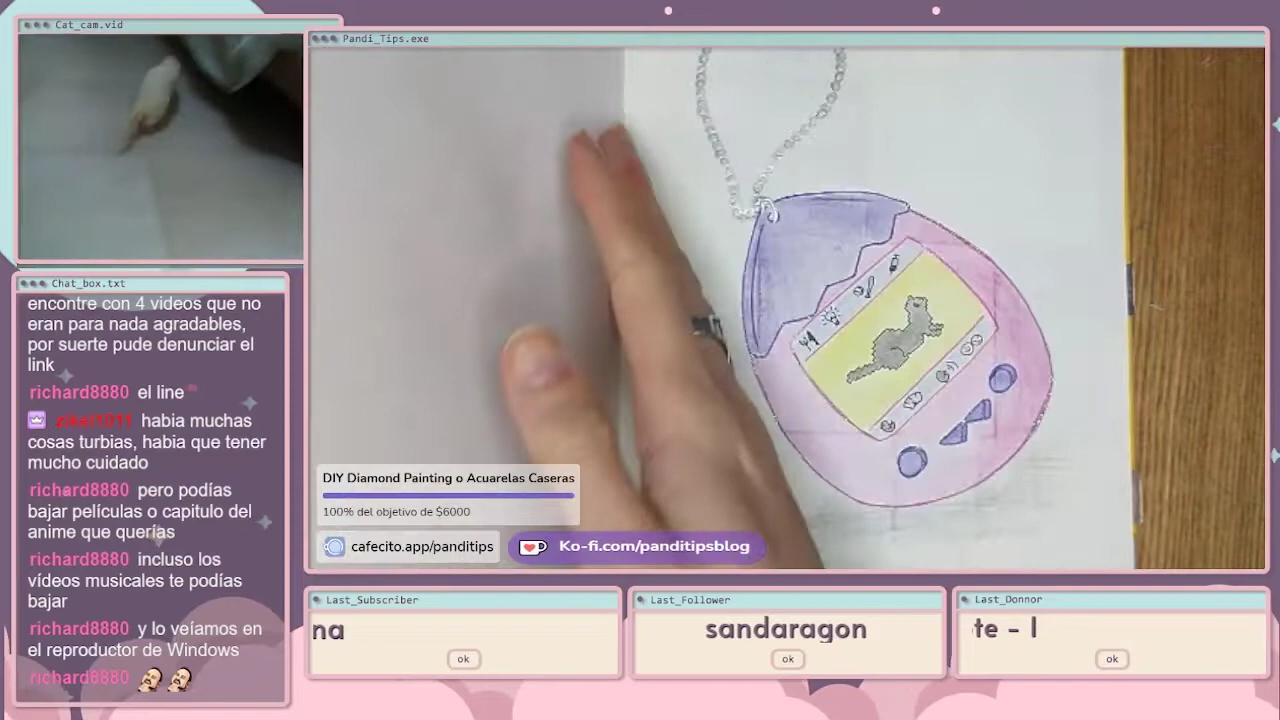 Cat_cam.vid
Pandi_Tips.exe
Chat_box.txt
encontre con 4 videos que no
eran para nada agradables,
por suerte pude denunciar el
link
richard8880 el line
zikel1011 habia muchas
cosas turbias, habia que tener
mucho cuidado
richard8880 pero podías
bajar películas o capitulo del
anime que querías
richard8880 incluso los
vídeos musicales te podías
bajar
richard8880 y lo veíamos en
el reproductor de Windows
richard8880
DIY Diamond Painting o Acuarelas Caseras
100% del objetivo de $6000
cafecito.app/panditips
Ko-fi.com/panditipsblog
Last_Subscriber
na
ok
Last_Follower
sandaragon
ok
Last_Donnor
te - l
ok